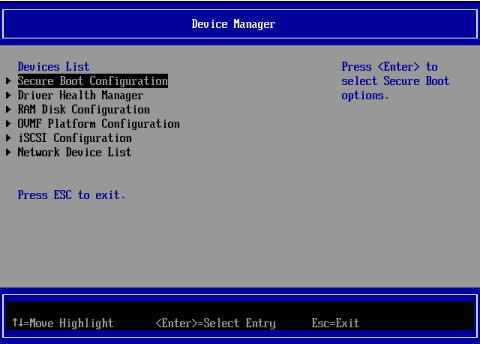 Device Manager
Devices List
Secure Boot Configuration
Driver Health Manager
RAM Disk Configuration
OVMF Platform Configuration
iSCSI Configuration
Network Device List
Press ESC to exit.
Press <Enter> to
select Secure Boot
options.
↑↓=Move Highlight <Enter>=Select Entry Esc=Exit